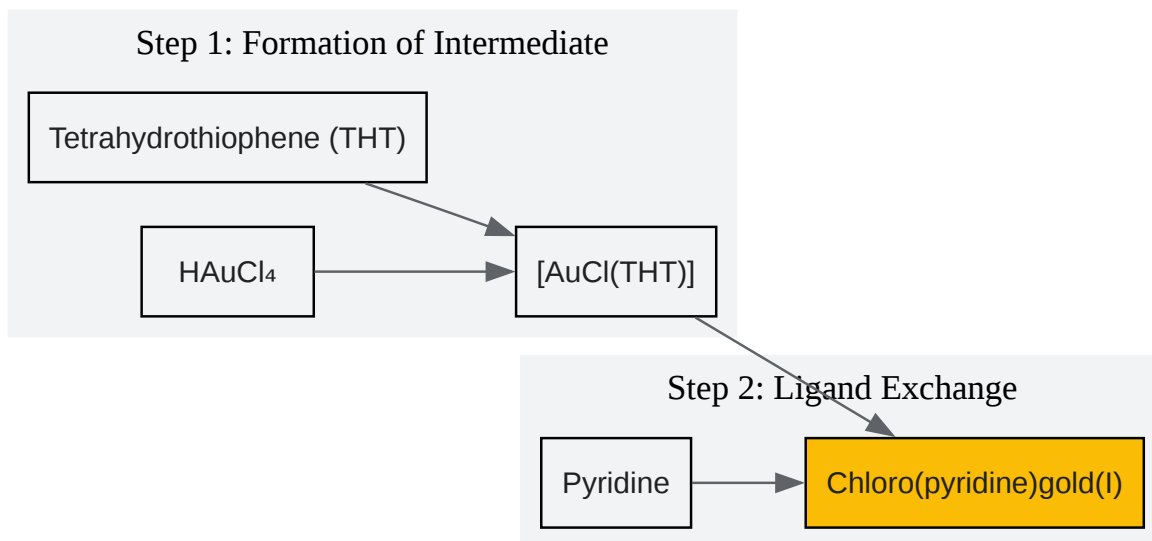 Step 1: Formation of Intermediate
Tetrahydrothiophene (THT)
HAuCl₄
[AuCl(THT)]
Step 2: Ligand Exchange
Pyridine
Chloro(pyridine)gold(I)